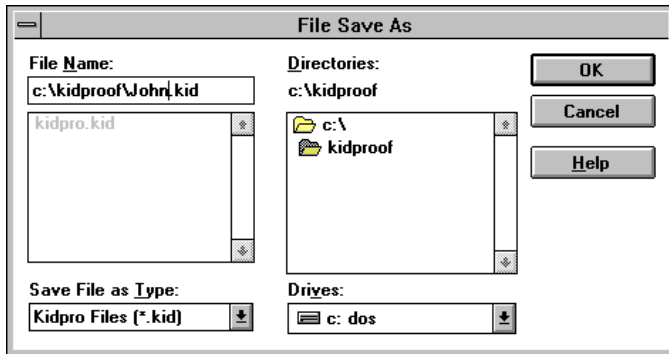 File Save As
File Name:
c:\kidproof\John.kid
kidpro.kid
Save File as Type:
Kidpro Files (*.kid)
Directories:
c:\kidproof
c:\
kidproof
Drives:
c: dos
OK
Cancel
Help